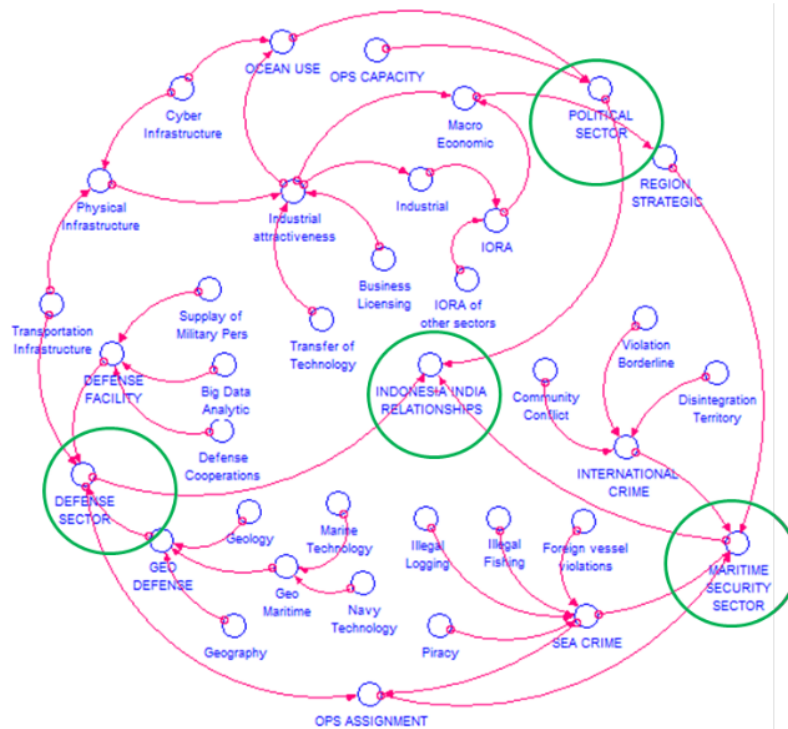 OCEAN USE
OPS CAPACITY
Cyber
Infrastructure
Macro
Economic
POLITICAL
SECTOR
REGION
STRATEGIC
Physical
Infrastructure
Industrial
attractiveness
Industrial
IORA
Business
Licensing
IORA of
other sectors
Transportation
Infrastructure
Supplay of
Military Pers
Transfer of
Technology
Violation
Borderline
DEFENSE
FACILITY
Big Data
Analytic
INDONESIA INDIA
RELATIONSHIPS
Community
Conflict
Disintegration
Territory
Defense
Cooperations
INTERNATIONAL
CRIME
DEFENSE
SECTOR
Geology
Marine
Technology
Illegal
Logging
Illegal
Fishing
Foreign vessel
violations
MARITIME
SECURITY
SECTOR
GEO
DEFENSE
Geo
Maritime
Navy
Technology
Geography
Piracy
SEA CRIME
OPS ASSIGNMENT